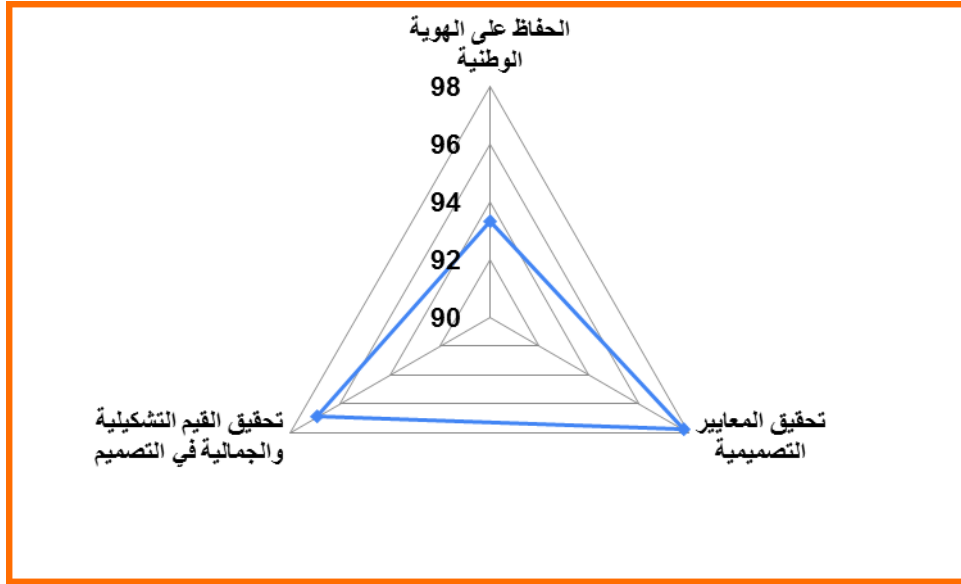 الحفاظ على الهوية
الوطنية
98
96
94
92
90
تحقيق المعايير
التصميمية
تحقيق القيم التشكيلية
والجمالية في التصميم